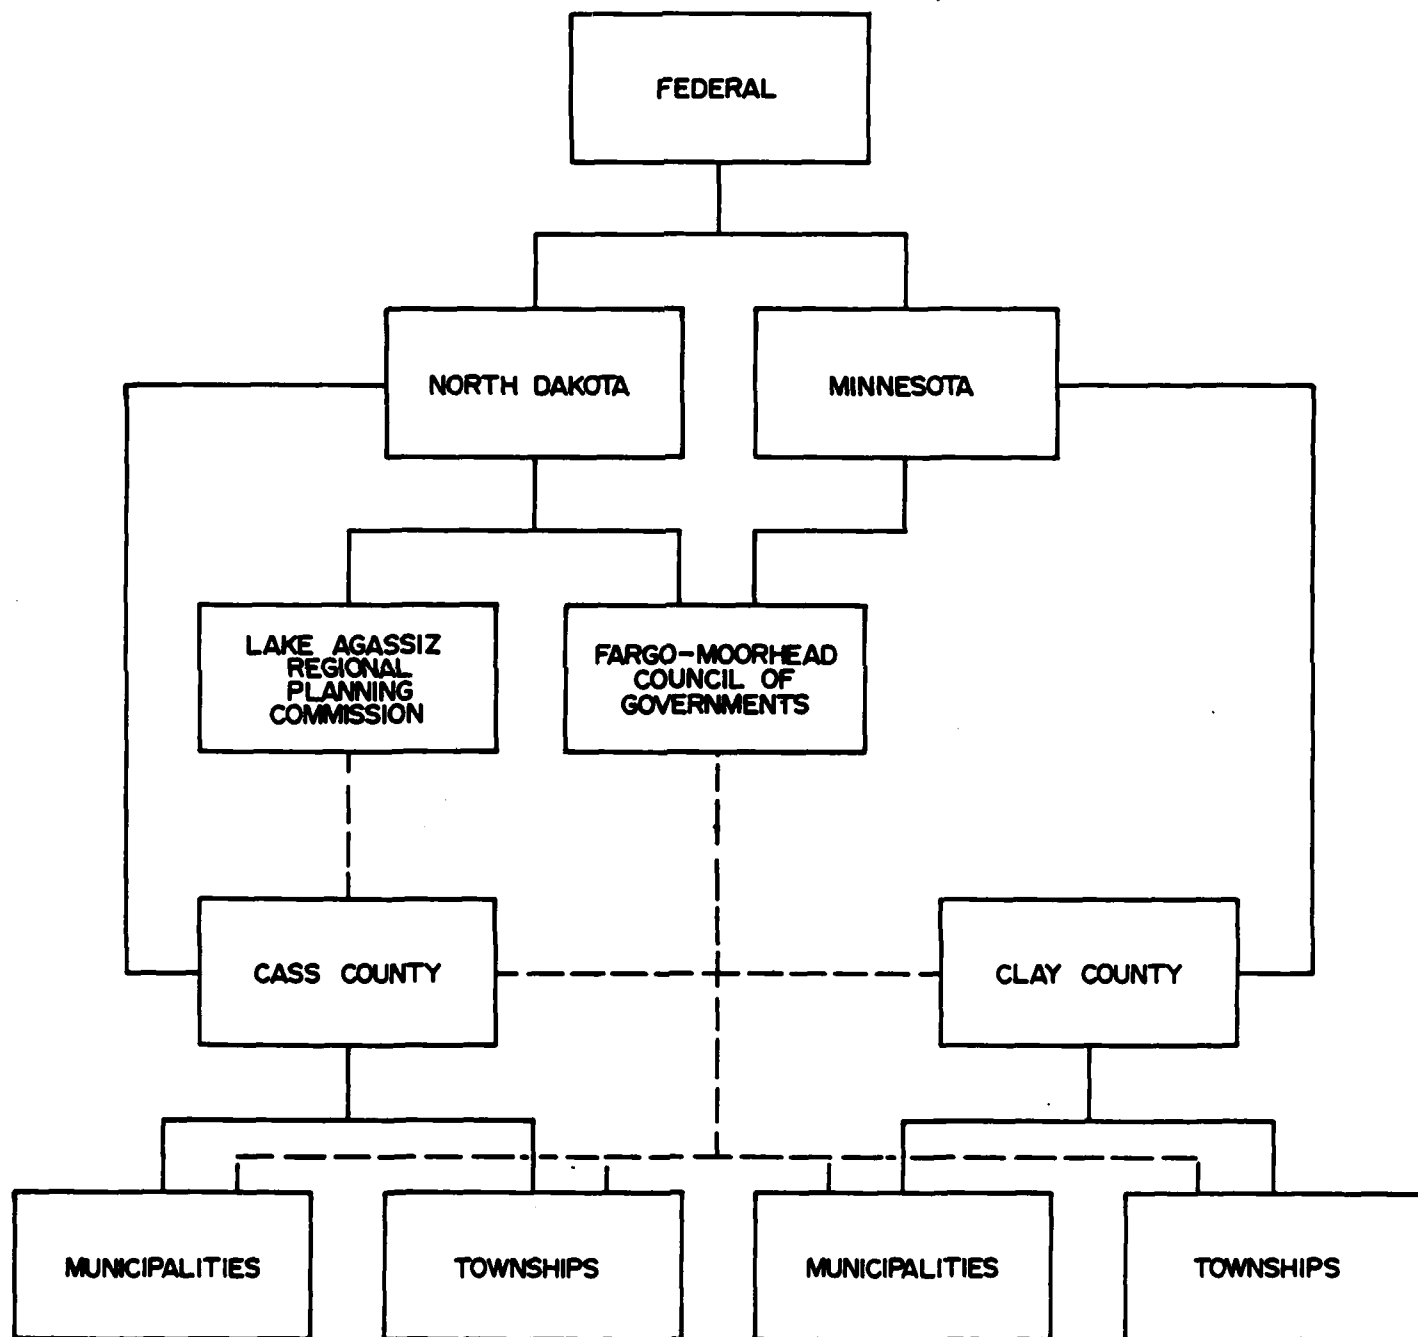 FEDERAL
NORTH DAKOTA
MINNESOTA
LAKE AGASSIZ
REGIONAL
PLANNING
COMMISSION
FARGO-MOORHEAD
COUNCIL OF
GOVERNMENTS
CASS COUNTY
CLAY COUNTY
MUNICIPALITIES
TOWNSHIPS
MUNICIPALITIES
TOWNSHIPS